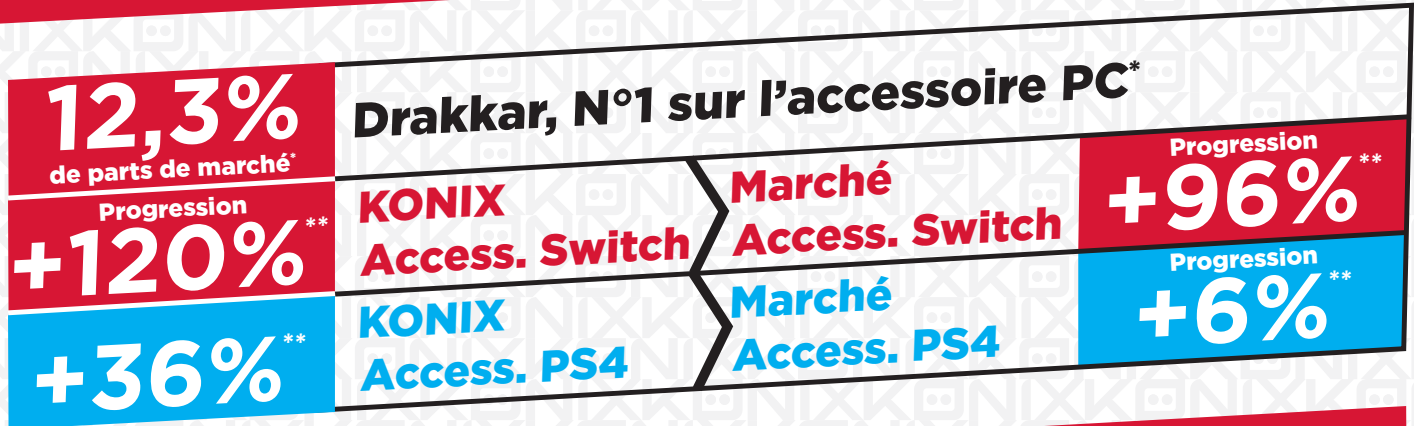 12,3%
de parts de marché*
Drakkar, N°1 sur l’accessoire PC*
Progression
+120%**
KONIX
Access. Switch
Marché
Access. Switch
Progression
+96%**
+36%**
KONIX
Access. PS4
Marché
Access. PS4
Progression
+6%**